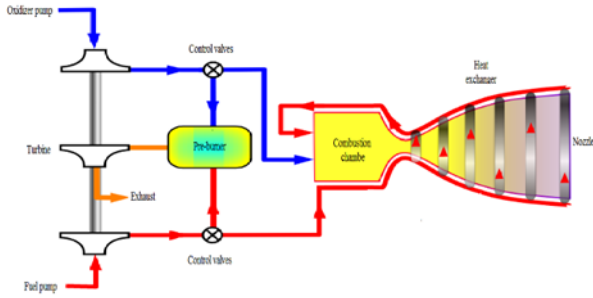 Oxidizer pump
Control valves
Heat
exchanger
Turbine
Pre-burner
Combustion
chambe
Nozzle
Exhaust
Control valves
Fuel pump